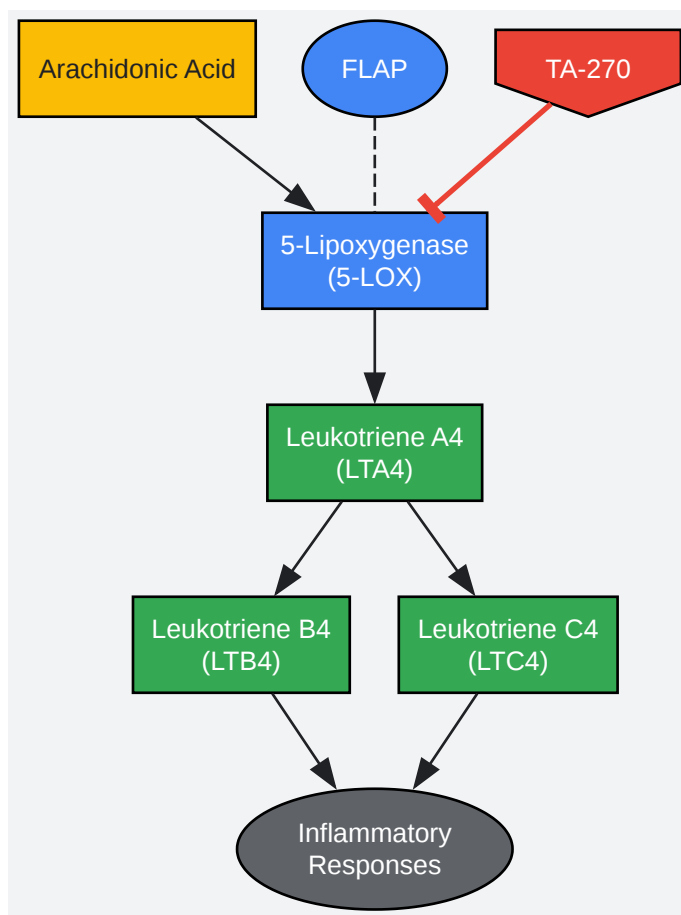 Arachidonic Acid
FLAP
TA-270
5-Lipoxygenase
(5-LOX)
Leukotriene A4
(LTA4)
Leukotriene B4
(LTB4)
Leukotriene C4
(LTC4)
Inflammatory
Responses